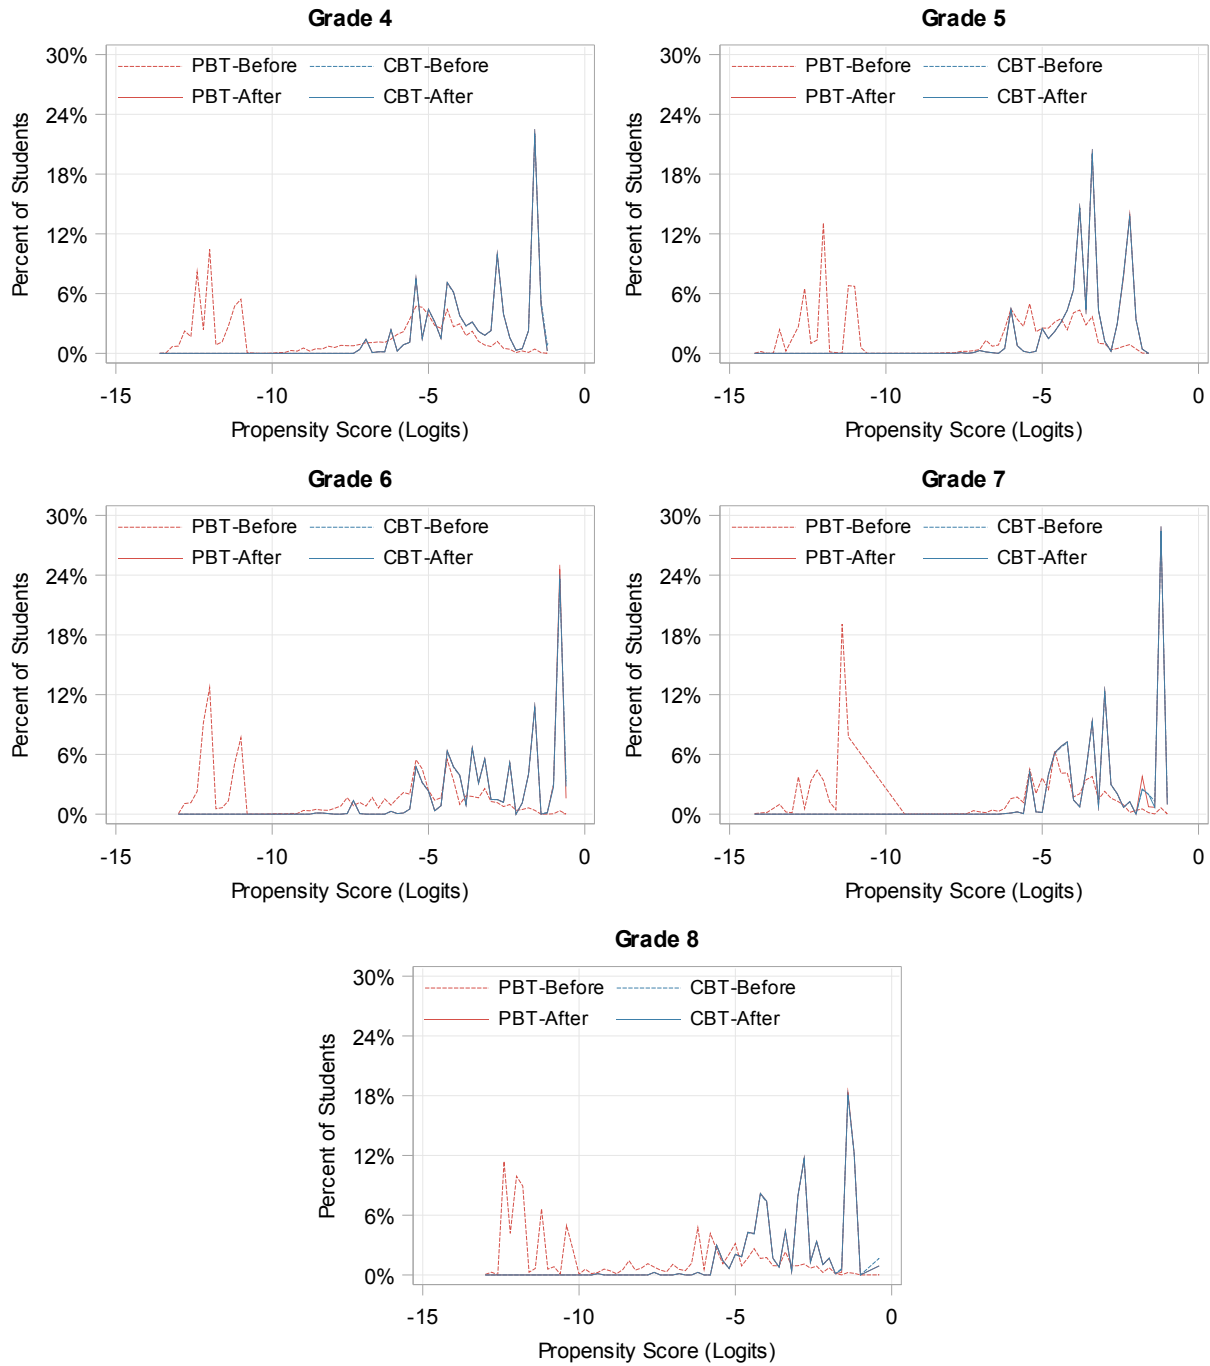 Grade 4
30%
24%
18%
12%
6%
0%
PBT-Before
CBT-Before
PBT-After
CBT-After
Percent of Students
-15
-10
-5
0
Propensity Score (Logits)
Grade 5
30%
24%
18%
12%
6%
0%
PBT-Before
CBT-Before
PBT-After
CBT-After
Percent of Students
-15
-10
-5
0
Propensity Score (Logits)
Grade 6
30%
24%
18%
12%
6%
0%
PBT-Before
CBT-Before
PBT-After
CBT-After
Percent of Students
-15
-10
-5
0
Propensity Score (Logits)
Grade 7
30%
24%
18%
12%
6%
0%
PBT-Before
CBT-Before
PBT-After
CBT-After
Percent of Students
-15
-10
-5
0
Propensity Score (Logits)
Grade 8
30%
24%
18%
12%
6%
0%
PBT-Before
CBT-Before
PBT-After
CBT-After
Percent of Students
-15
-10
-5
0
Propensity Score (Logits)